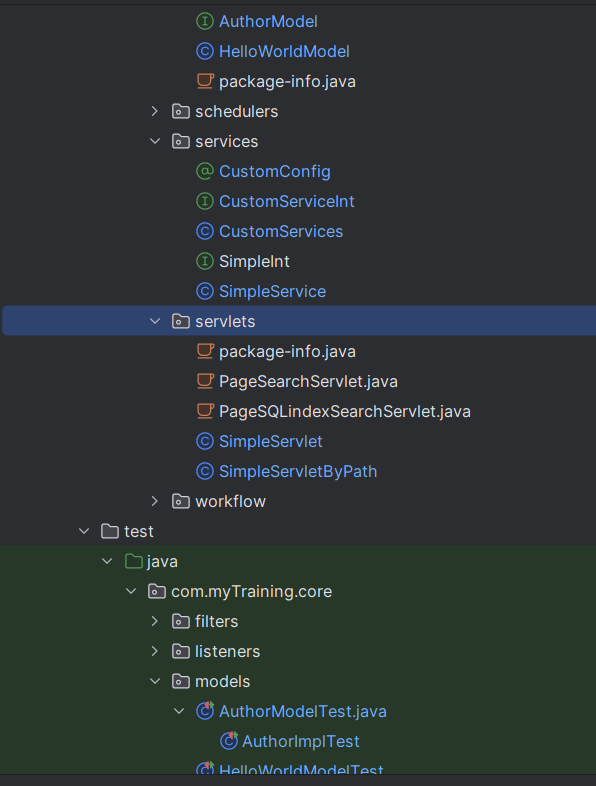 AuthorModel
HelloWorldModel
package-info.java
schedulers
services
CustomConfig
CustomServiceInt
CustomServices
SimpleInt
SimpleService
servlets
package-info.java
PageSearchServlet.java
PageSQLindexSearchServlet.java
SimpleServlet
SimpleServletByPath
workflow
test
java
com.myTraining.core
filters
listeners
models
AuthorModelTest.java
AuthorImplTest
HelloWorldModelTest